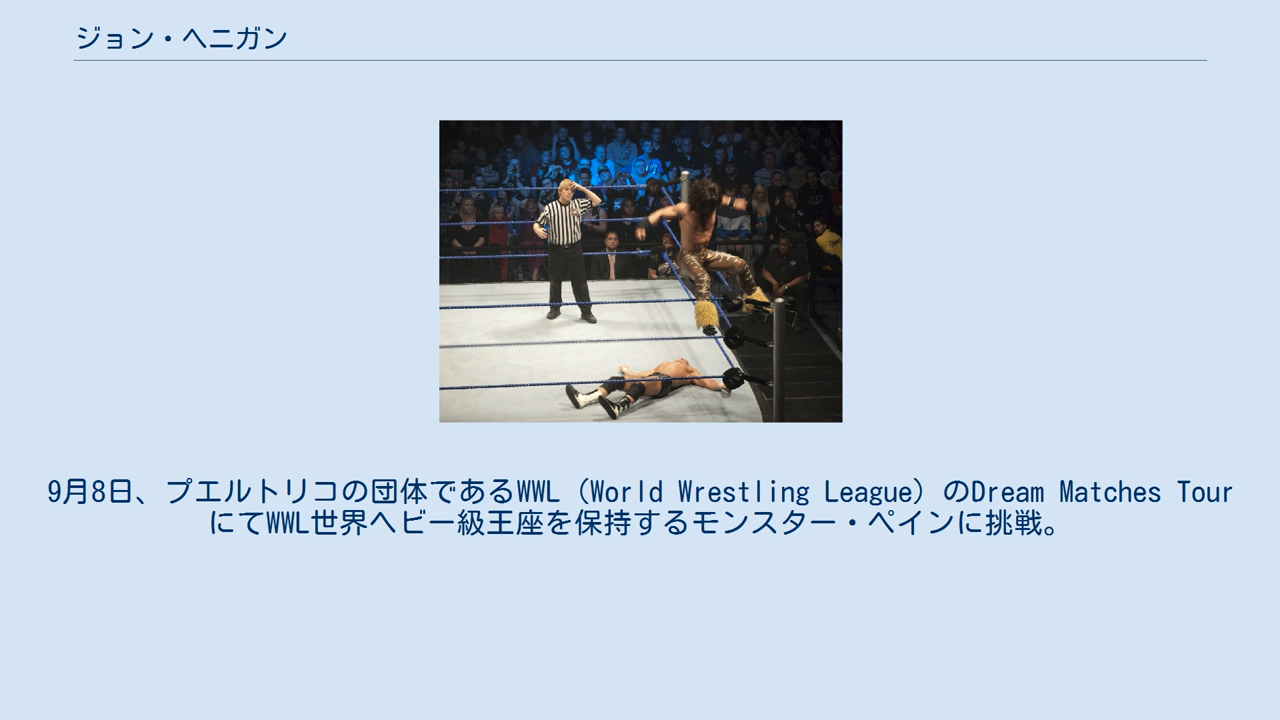 ジョン・ヘニガン
9月8日、プエルトリコの団体であるWWL（World Wrestling League）のDream Matches Tour
にてWWL世界ヘビー級王座を保持するモンスター・ペインに挑戦。